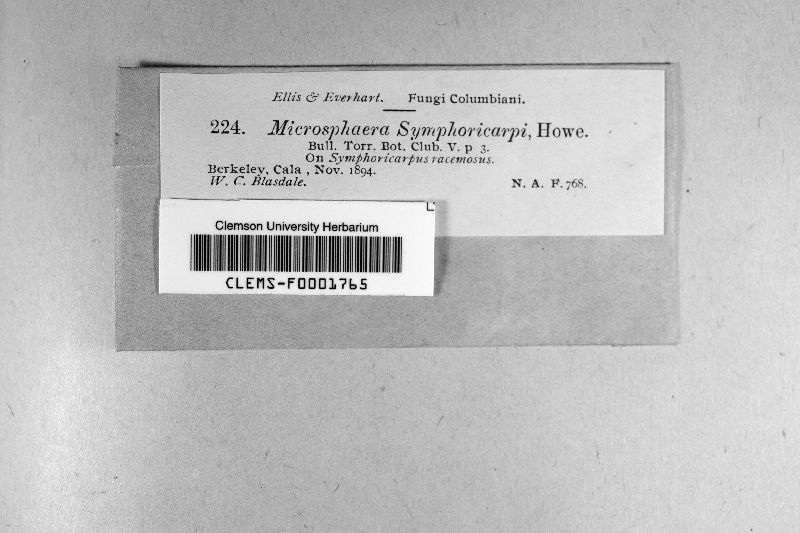 Ellis & Everhart. Fungi Columbiani.
224. Microsphaera Symphoricarpi, Howe.
Bull. Torr. Bot. Club. V. p 3.
On Symphoricarpus racemosus.
Berkeley, Cala , Nov. 1894.
W. C. Blasdale. N. A. F. 768.
Clemson University Herbarium
CLEMS-F0001765